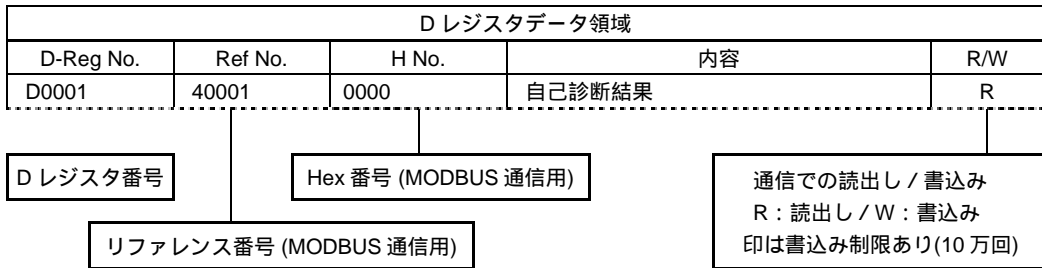 D レジスタデータ領域
D-Reg No. Ref No. H No. 内容 R/W
D0001 40001 0000 自己診断結果 R
D レジスタ番号
Hex 番号 (MODBUS 通信用)
リファレンス番号 (MODBUS 通信用)
通信での読出し / 書込み
R：読出し / W：書込み
印は書込み制限あり(10 万回)